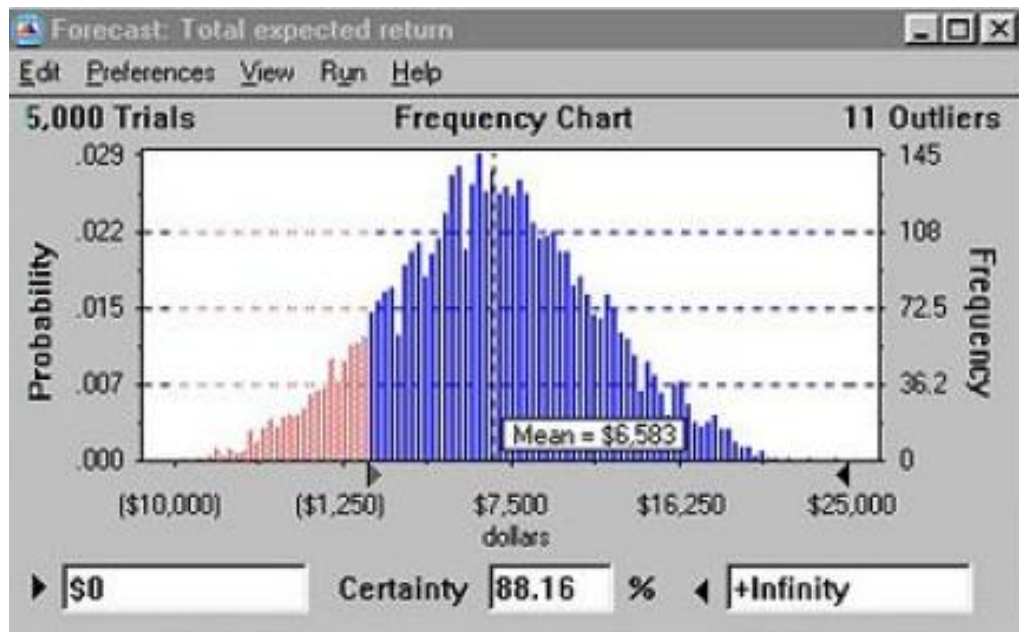 Forecast: Total expected return
Edit Preferences View Run Help
5,000 Trials Frequency Chart 11 Outliers
.029 145
.022 108
.015 72.5
.007 36.2
.000 0
Probability
Frequency
Mean = $6,583
($10,000) ($1,250) $7,500 $16,250 $25,000
dollars
$0 Certainty 88.16 % +Infinity